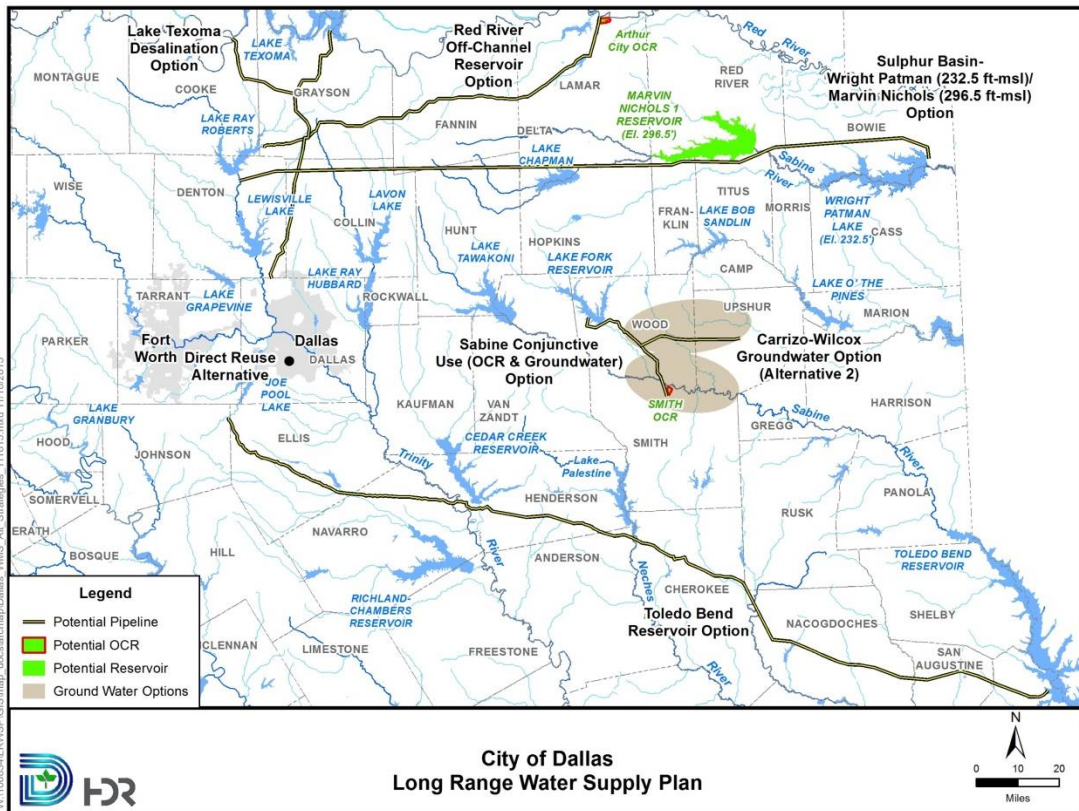 Lake Texoma
Desalination
Option
LAKE
TEXOMA
Red River
Off-Channel
Reservoir
Option
Arthur
City OCR
Red
River
Sulphur Basin-
Wright Patman (232.5 ft-msl)/
Marvin Nichols (296.5 ft-msl)
Option
MONTAGUE
COOKE
GRAYSON
LAMAR
RED
RIVER
MARVIN
NICHOLS 1
RESERVOIR
(El. 296.5')
LAKE RAY
ROBERTS
FANNIN
DELTA
BOWIE
LAKE
CHAPMAN
Sabine
River
WISE
DENTON
LEWISVILLE
LAKE
LAVON
LAKE
COLLIN
TITUS
FRAN-
KLIN
LAKE BOB
SANDLIN
MORRIS
WRIGHT
PATMAN
LAKE
(El. 232.5')
CASS
HUNT
HOPKINS
LAKE
TAWAKONI
LAKE FORK
RESERVOIR
CAMP
LAKE RAY
HUBBARD
ROCKWALL
LAKE O' THE
PINES
MARION
TARRANT
LAKE
GRAPEVINE
UPSHUR
WOOD
PARKER
Fort
Worth
Direct Reuse
Alternative
Dallas
DALLAS
Sabine Conjunctive
Use (OCR & Groundwater)
Option
Carrizo-Wilcox
Groundwater Option
(Alternative 2)
JOE
POOL
LAKE
KAUFMAN
VAN
ZANDT
SMITH
OCR
Sabine
River
HARRISON
LAKE
GRANBURY
HOOD
JOHNSON
ELLIS
CEDAR CREEK
RESERVOIR
SMITH
GREGG
Trinity
River
Lake
Palestine
SOMERVELL
ERATH
BOSQUE
HILL
NAVARRO
HENDERSON
ANDERSON
RUSK
PANOLA
TOLEDO BEND
RESERVOIR
RICHLAND-
CHAMBERS
RESERVOIR
Neches
River
CHEROKEE
Toledo Bend
Reservoir Option
NACOGDOCHES
SHELBY
SAN
AUGUSTINE
CLENNAN
LIMESTONE
FREESTONE
Legend
Potential Pipeline
Potential OCR
Potential Reservoir
Ground Water Options
City of Dallas
Long Range Water Supply Plan
HDR
N
0 10 20
Miles